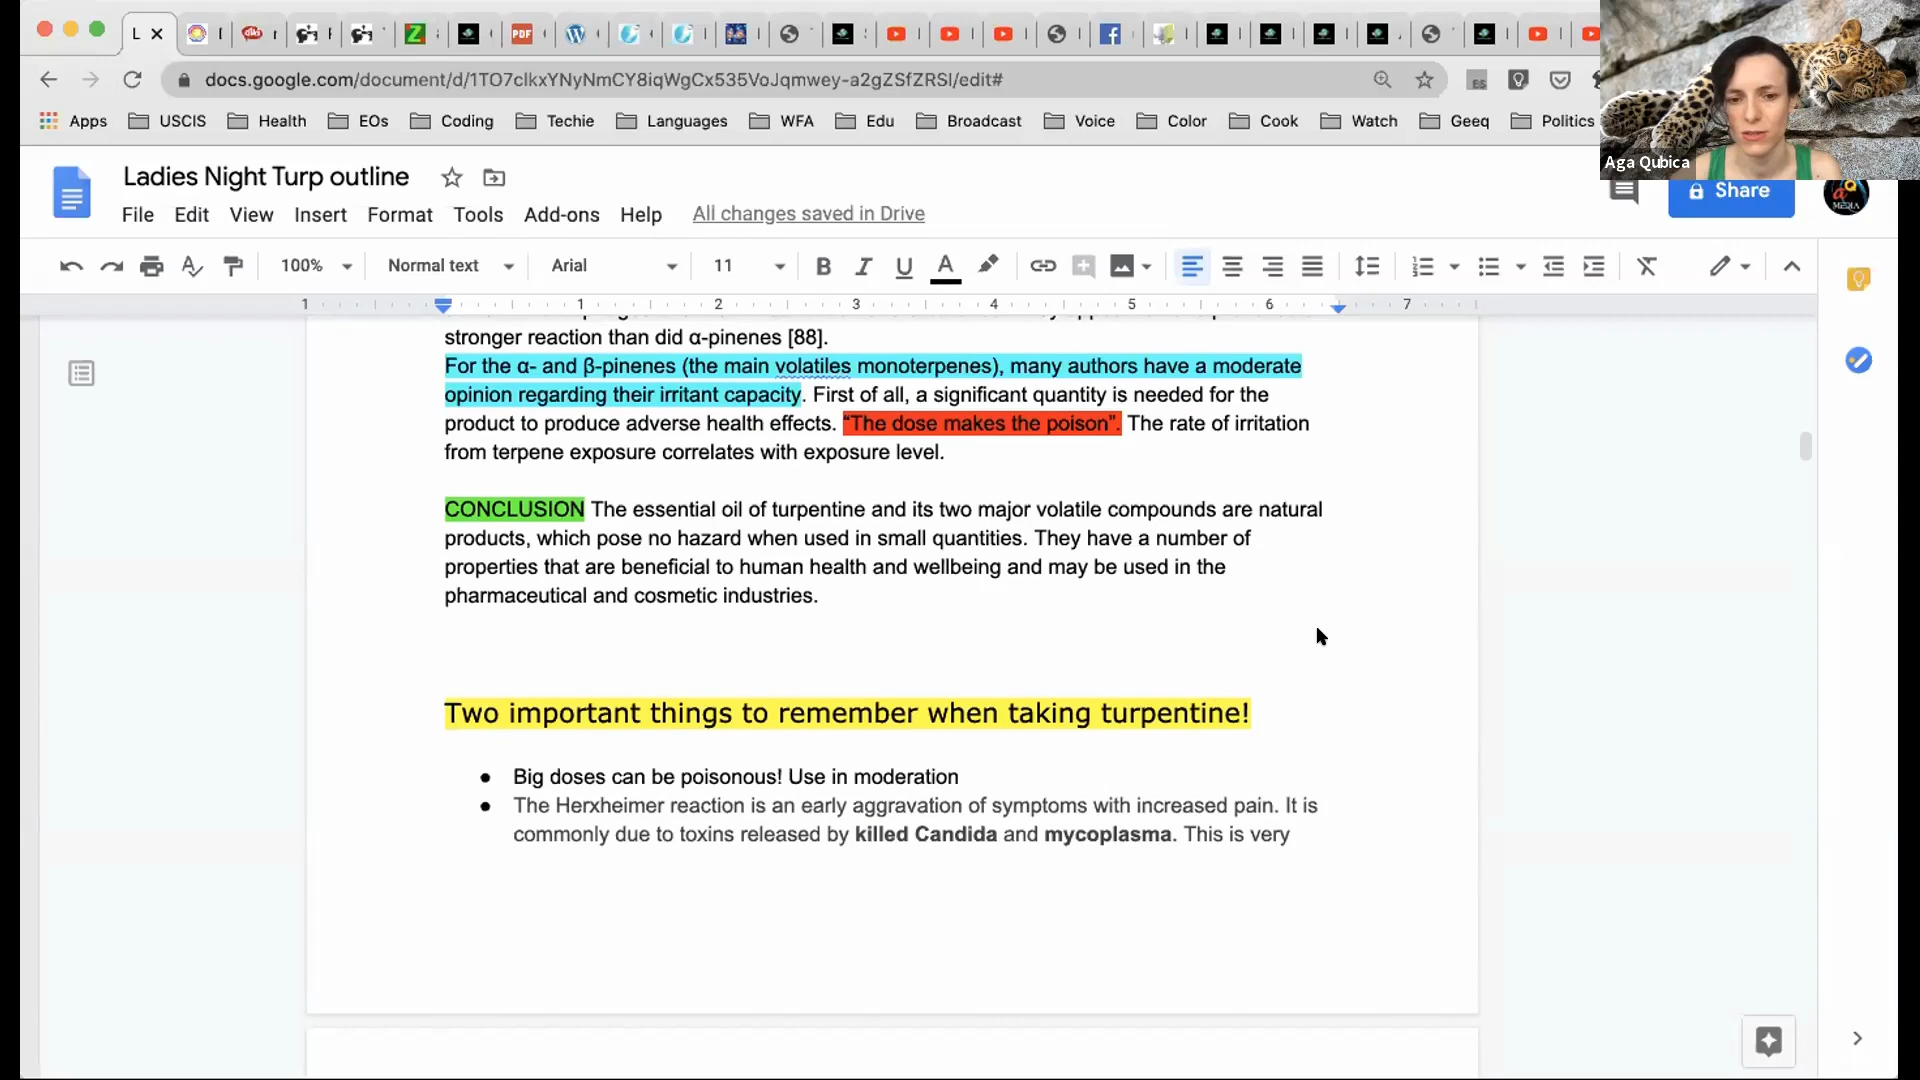 L
docs.google.com/document/d/1TO7clkxYNyNmCY8iqWgCx535VoJqmwey-a2gZSfZRSI/edit#
Apps USCIS Health EOs Coding Techie Languages WFA Edu Broadcast Voice Color Cook Watch Geeq Politics
Aga Qubica
Ladies Night Turp outline
Share
File Edit View Insert Format Tools Add-ons Help All changes saved in Drive
100% Normal text Arial 11
1 1 2 3 4 5 6 7
stronger reaction than did α-pinenes [88].
For the α- and β-pinenes (the main volatiles monoterpenes), many authors have a moderate
opinion regarding their irritant capacity. First of all, a significant quantity is needed for the
product to produce adverse health effects. “The dose makes the poison”. The rate of irritation
from terpene exposure correlates with exposure level.
CONCLUSION The essential oil of turpentine and its two major volatile compounds are natural
products, which pose no hazard when used in small quantities. They have a number of
properties that are beneficial to human health and wellbeing and may be used in the
pharmaceutical and cosmetic industries.
Two important things to remember when taking turpentine!
● Big doses can be poisonous! Use in moderation
● The Herxheimer reaction is an early aggravation of symptoms with increased pain. It is
commonly due to toxins released by killed Candida and mycoplasma. This is very